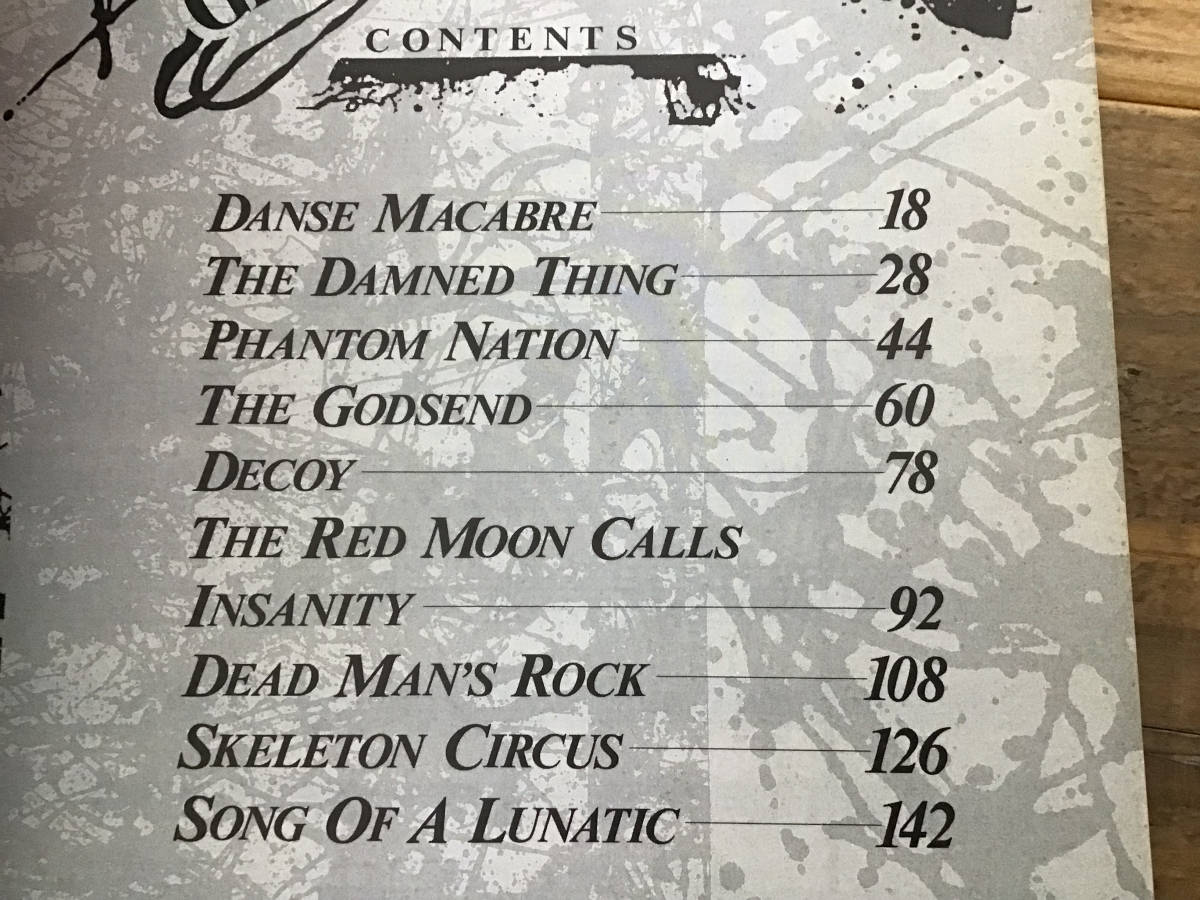 CONTENTS
DANSE MACABRE 18
THE DAMNED THING 28
PHANTOM NATION 44
THE GODSEND 60
DECOY 78
THE RED MOON CALLS
INSANITY 92
DEAD MAN'S ROCK 108
SKELETON CIRCUS 126
SONG OF A LUNATIC 142